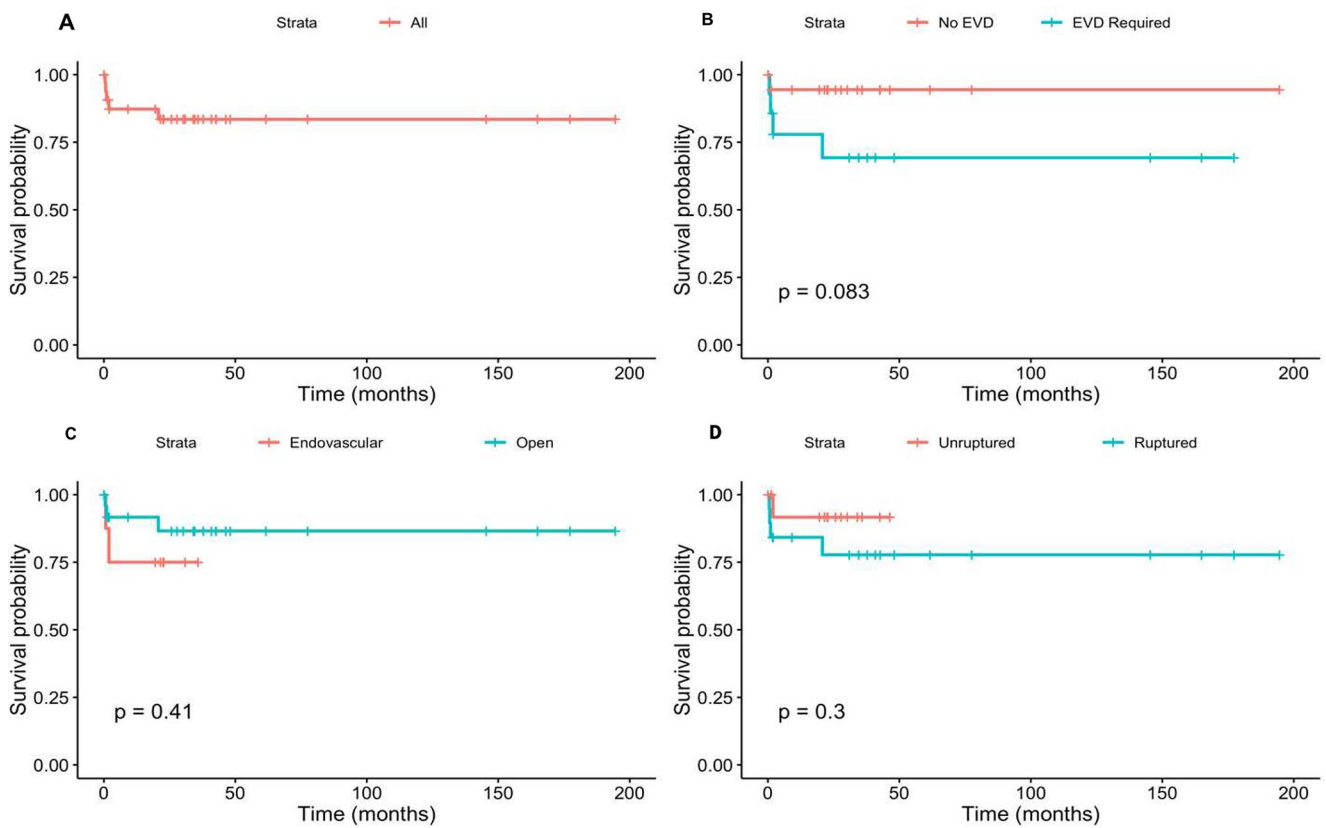 A Strata All
Survival probability
1.00
0.75
0.50
0.25
0.00
0 50 100 150 200
Time (months)
B Strata No EVD EVD Required
Survival probability
1.00
0.75
0.50
0.25
0.00
p = 0.083
0 50 100 150 200
Time (months)
C Strata Endovascular Open
Survival probability
1.00
0.75
0.50
0.25
0.00
p = 0.41
0 50 100 150 200
Time (months)
D Strata Unruptured Ruptured
Survival probability
1.00
0.75
0.50
0.25
0.00
p = 0.3
0 50 100 150 200
Time (months)